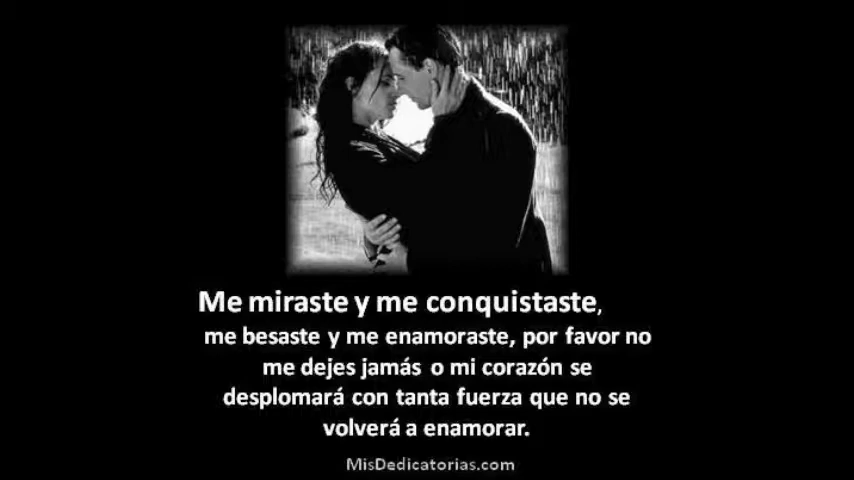 Me miraste y me conquistaste,
me besaste y me enamoraste, por favor no
me dejes jamás o mi corazón se
desplomará con tanta fuerza que no se
volverá a enamorar.
MisDedicatorias.com